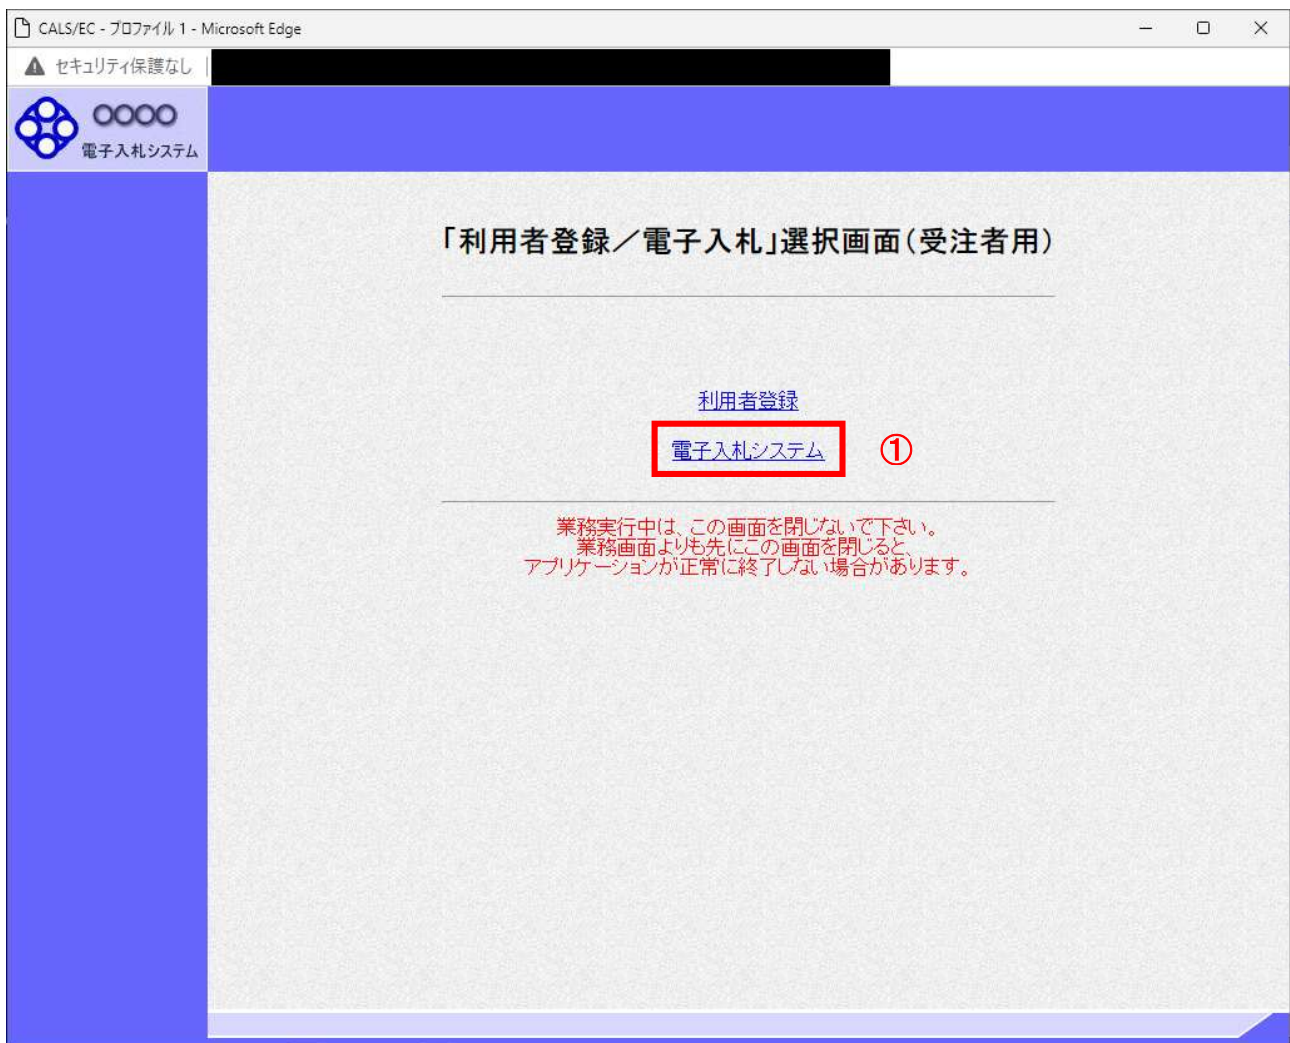 CALS/EC - プロファイル 1 - Microsoft Edge
セキュリティ保護なし
○○○○
電子入札システム
「利用者登録／電子入札」選択画面（受注者用）
利用者登録
電子入札システム ①
業務実行中は、この画面を閉じないで下さい。
業務画面よりも先にこの画面を閉じると、
アプリケーションが正常に終了しない場合があります。